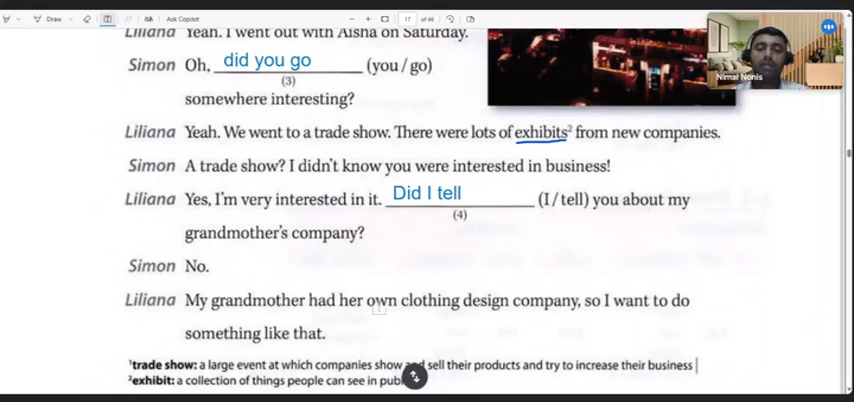 Draw
Ask Copilot
17 of 46
Liliana Yeah. I went out with Aisha on Saturday.
Simon Oh, did you go (you / go)
(3)
somewhere interesting?
Liliana Yeah. We went to a trade show. There were lots of exhibits² from new companies.
Simon A trade show? I didn't know you were interested in business!
Liliana Yes, I'm very interested in it. Did I tell (I / tell) you about my
(4)
grandmother's company?
Simon No.
Liliana My grandmother had her own clothing design company, so I want to do
something like that.
¹trade show: a large event at which companies show and sell their products and try to increase their business
²exhibit: a collection of things people can see in
Nimal Nonis